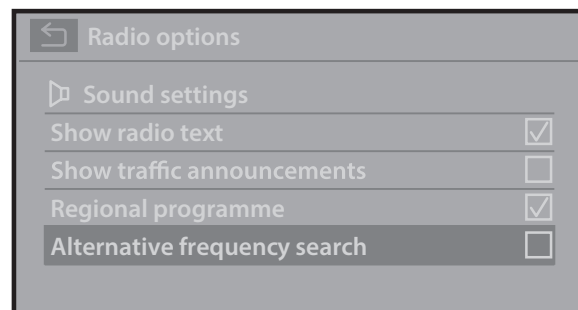 Radio options
Sound settings
Show radio text
Show traffic announcements
Regional programme
Alternative frequency search